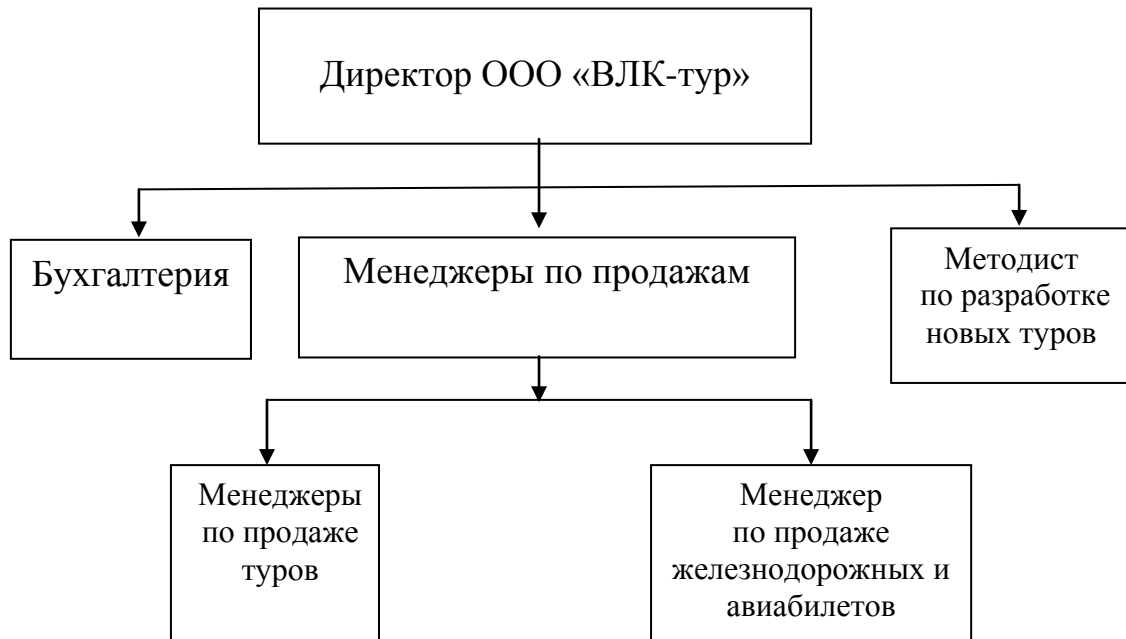 Директор ООО «ВЛК-тур»
Бухгалтерия
Менеджеры по продажам
Методист
по разработке
новых туров
Менеджеры
по продаже
туров
Менеджер
по продаже
железнодорожных и
авиабилетов